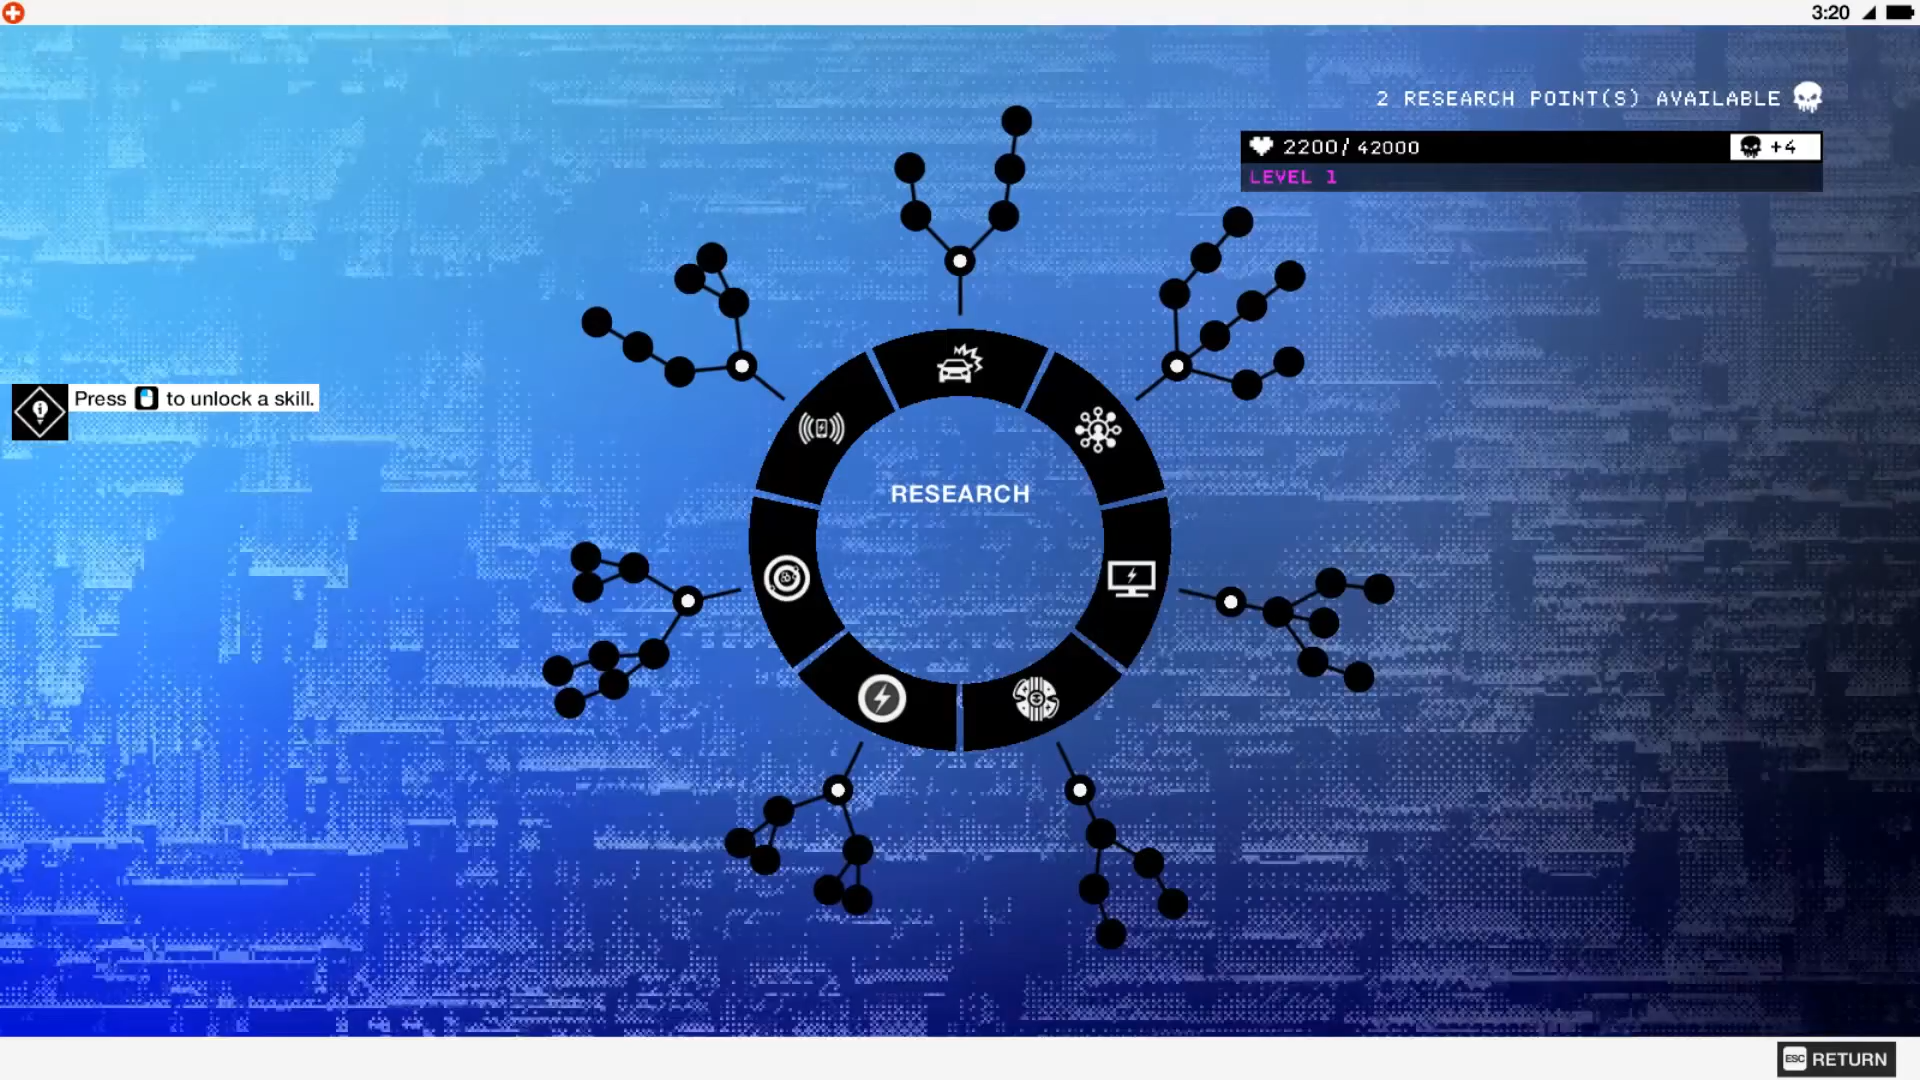 3:20
2 RESEARCH POINT(S) AVAILABLE
2200/42000
+4
LEVEL 1
Press to unlock a skill.
RESEARCH
ESC RETURN